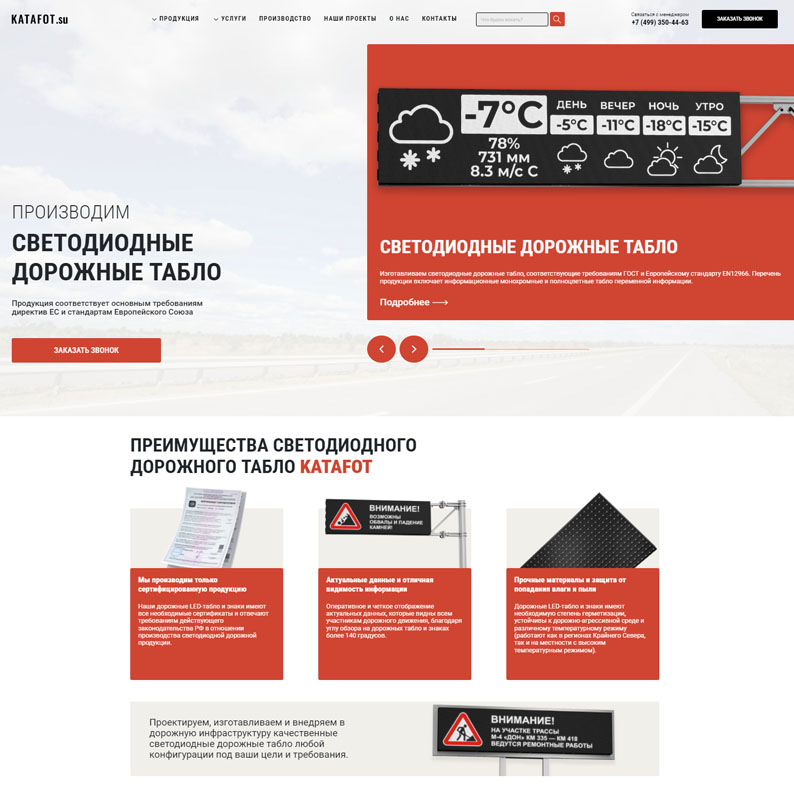 KATAFOT.su
ПРОДУКЦИЯ
УСЛУГИ
ПРОИЗВОДСТВО
НАШИ ПРОЕКТЫ
О НАС
КОНТАКТЫ
Что будем искать?
Связаться с менеджером
+7 (499) 350-44-63
ЗАКАЗАТЬ ЗВОНОК
ПРОИЗВОДИМ
СВЕТОДИОДНЫЕ
ДОРОЖНЫЕ ТАБЛО
Продукция соответствует основным требованиям
директив ЕС и стандартам Европейского Союза
ЗАКАЗАТЬ ЗВОНОК
-7°C
78%
731 мм
8.3 м/с С
ДЕНЬ
-5°C
ВЕЧЕР
-11°C
НОЧЬ
-18°C
УТРО
-15°C
СВЕТОДИОДНЫЕ ДОРОЖНЫЕ ТАБЛО
Изготавливаем светодиодные дорожные табло, соответствующие требованиям ГОСТ и Европейскому стандарту EN12966. Перечень
продукции включает информационные монохромные и полноцветные табло переменной информации.
Подробнее
ПРЕИМУЩЕСТВА СВЕТОДИОДНОГО
ДОРОЖНОГО ТАБЛО KATAFOT
Мы производим только
сертифицированную продукцию
Наши дорожные LED-табло и знаки имеют
все необходимые сертификаты и отвечают
требованиям действующего
законодательства РФ в отношении
производства светодиодной дорожной
продукции.
ВНИМАНИЕ!
ВОЗМОЖНЫ
ОБВАЛЫ И ПАДЕНИЕ
КАМНЕЙ!
Актуальные данные и отличная
видимость информации
Оперативное и четкое отображение
актуальных данных, которые видны всем
участникам дорожного движения, благодаря
углу обзора на дорожных табло и знаках
более 140 градусов.
Прочные материалы и защита от
попадания влаги и пыли
Дорожные LED-табло и знаки имеют
необходимую степень герметизации,
устойчивы к дорожно-агрессивной среде и
различному температурному режиму
(работают как в регионах Крайнего Севера,
так и на местности с высоким
температурным режимом).
Проектируем, изготавливаем и внедряем в
дорожную инфраструктуру качественные
светодиодные дорожные табло любой
конфигурации под ваши цели и требования.
ВНИМАНИЕ!
НА УЧАСТКЕ ТРАССЫ
М-4 «ДОН» КМ 335 — КМ 418
ВЕДУТСЯ РЕМОНТНЫЕ РАБОТЫ